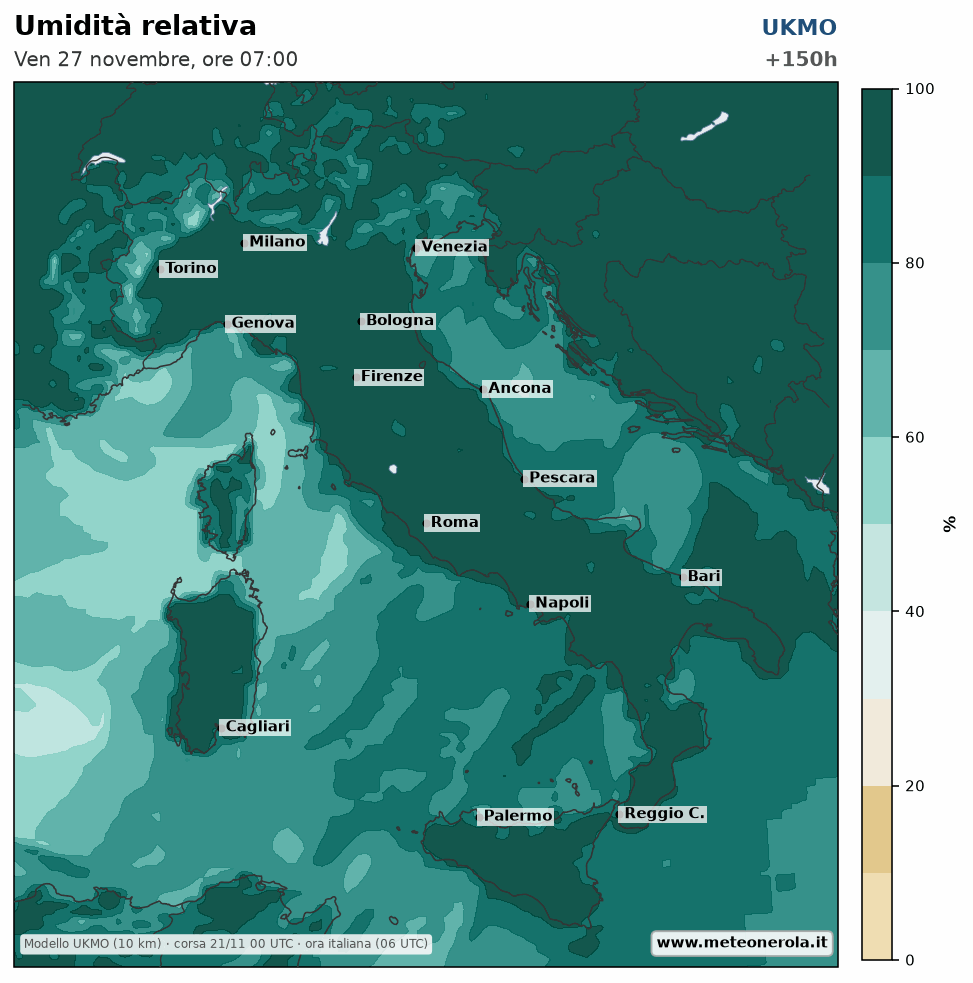 Umidità relativa
UKMO
Ven 27 novembre, ore 07:00
+150h
100
80
60
40
20
0
%
Milano
Venezia
Torino
Genova
Bologna
Firenze
Ancona
Pescara
Roma
Bari
Napoli
Cagliari
Palermo
Reggio C.
Modello UKMO (10 km) · corsa 21/11 00 UTC · ora italiana (06 UTC)
www.meteonerola.it